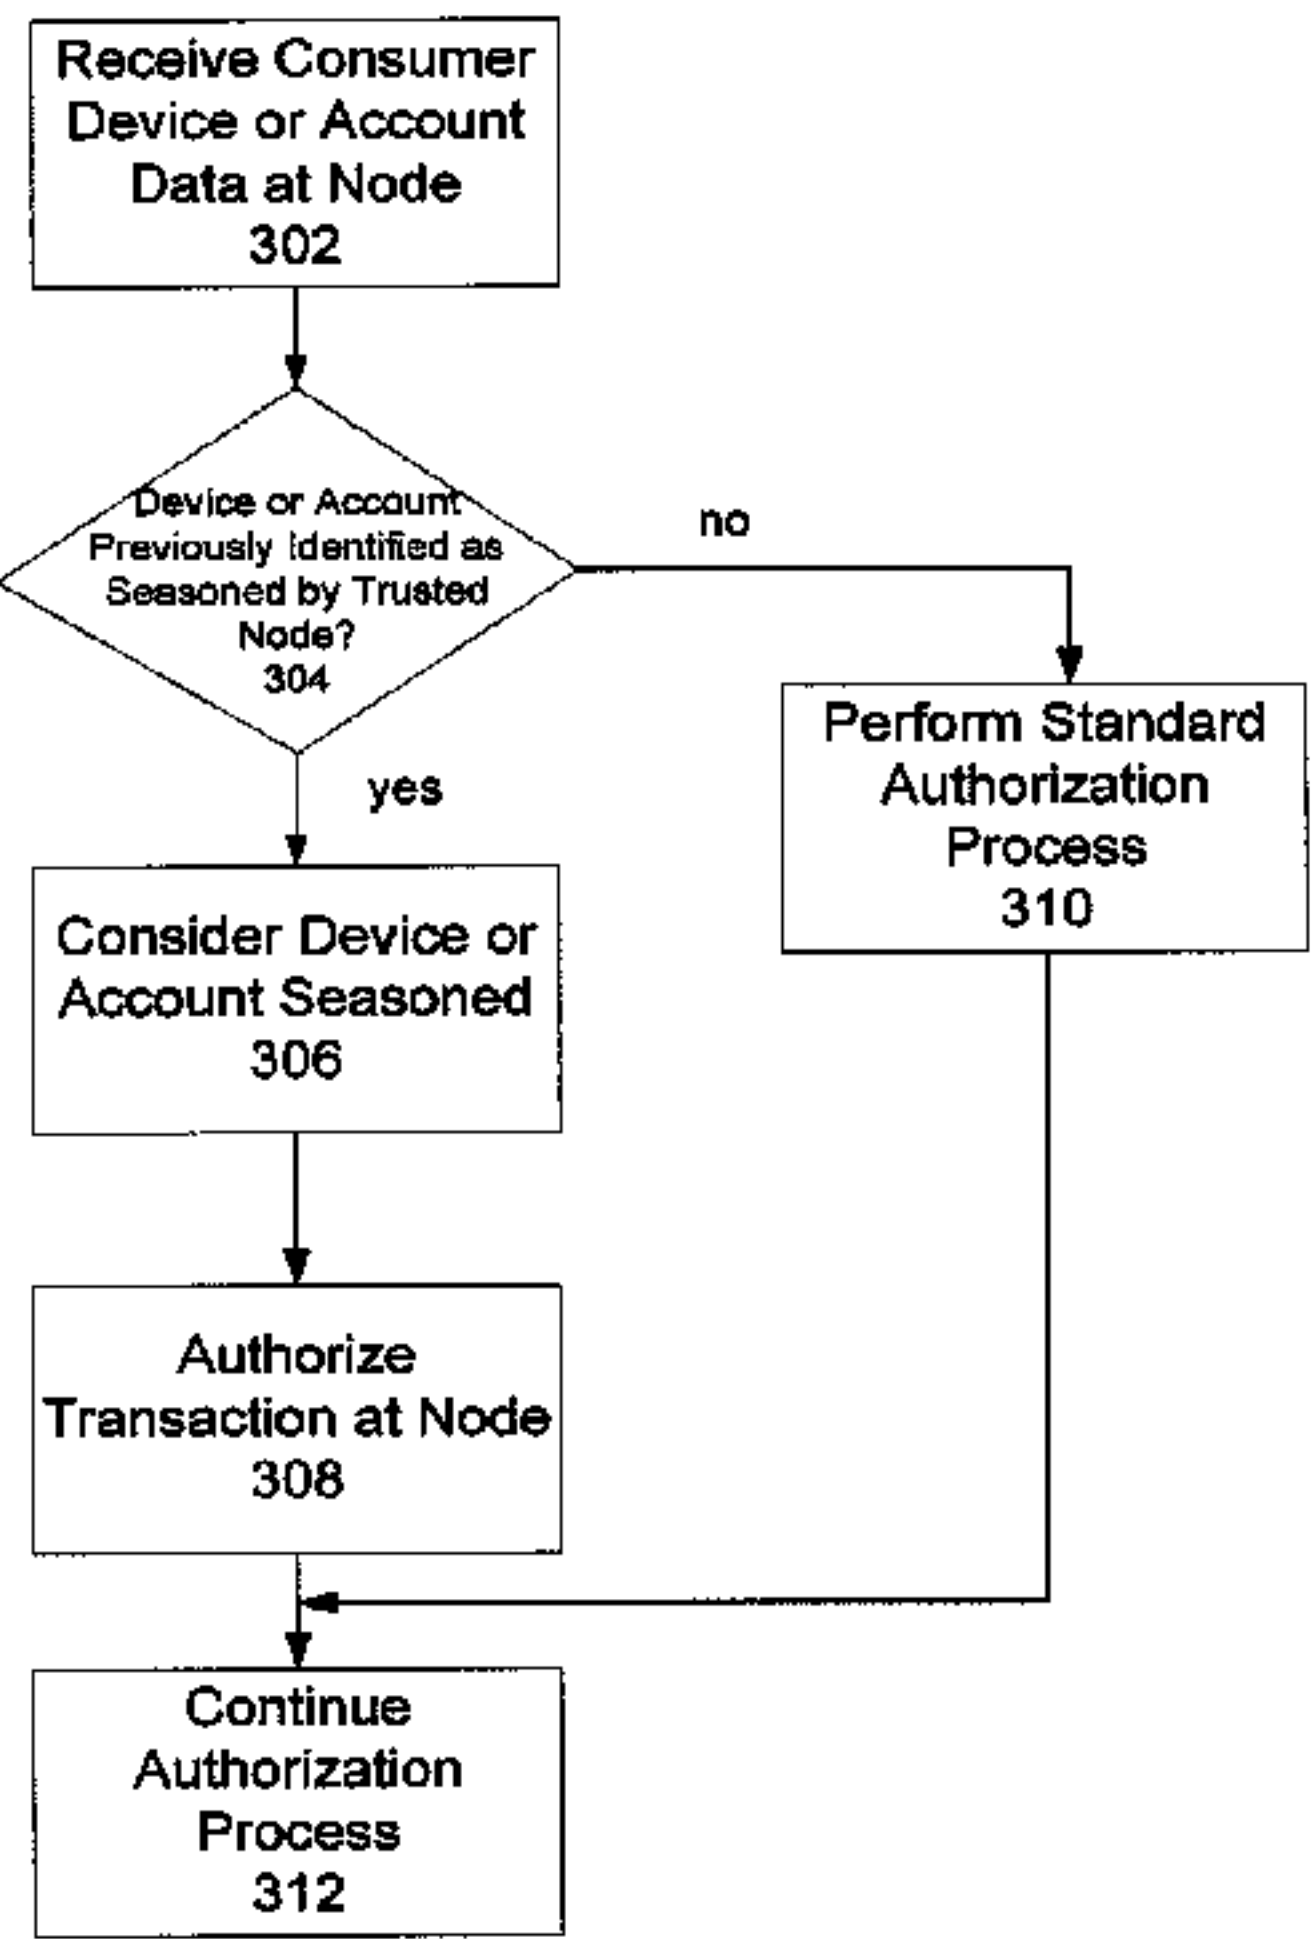 Receive Consumer
Device or Account
Data at Node
302
Device or Account
Previously Identified as
Seasoned by Trusted
Node?
304
no
yes
Perform Standard
Authorization
Process
310
Consider Device or
Account Seasoned
306
Authorize
Transaction at Node
308
Continue
Authorization
Process
312